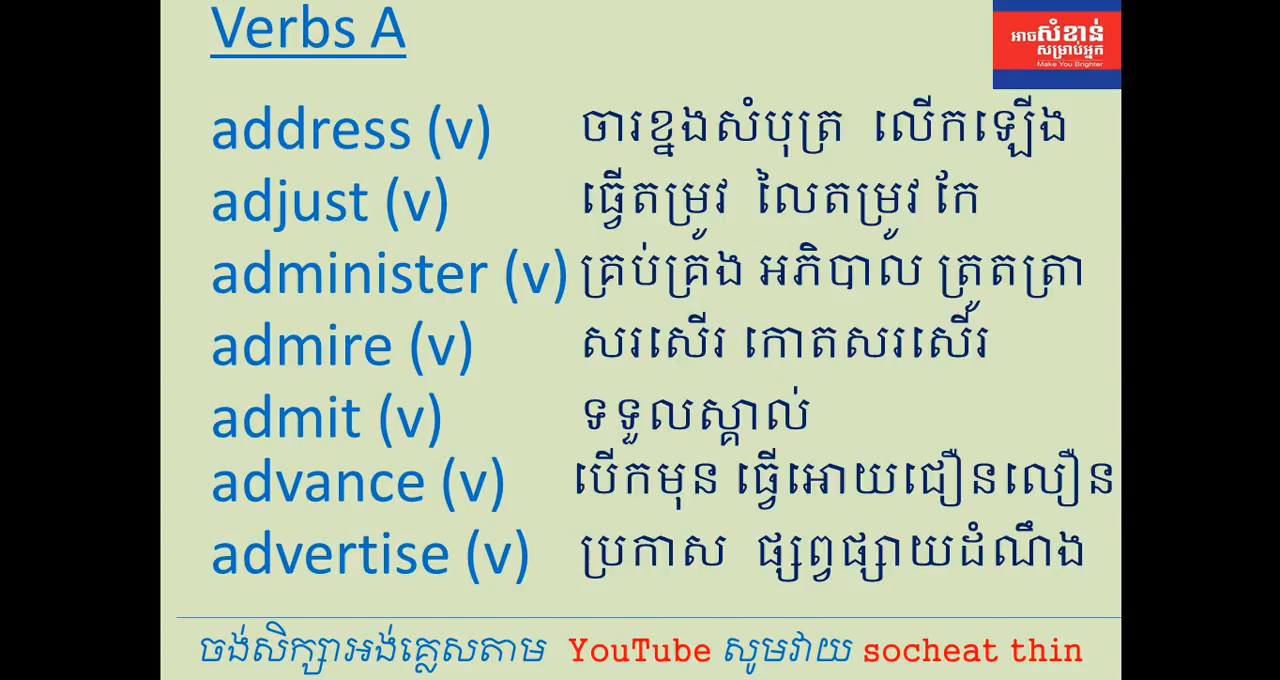 Verbs A
អាចសំខាន់
សម្រាប់អ្នក
Make You Brighter
address (v) ចារខ្នងសំបុត្រ លើកឡើង
adjust (v) ធ្វើតម្រូវ លៃតម្រូវ កែ
administer (v) គ្រប់គ្រង អភិបាល ត្រួតត្រា
admire (v) សរសើរ កោតសរសើរ
admit (v) ទទួលស្គាល់
advance (v) បើកមុន ធ្វើអោយជឿនលឿន
advertise (v) ប្រកាស ផ្សព្វផ្សាយដំណឹង
ចង់សិក្សាអង់គ្លេសតាម YouTube សូមវាយ socheat thin